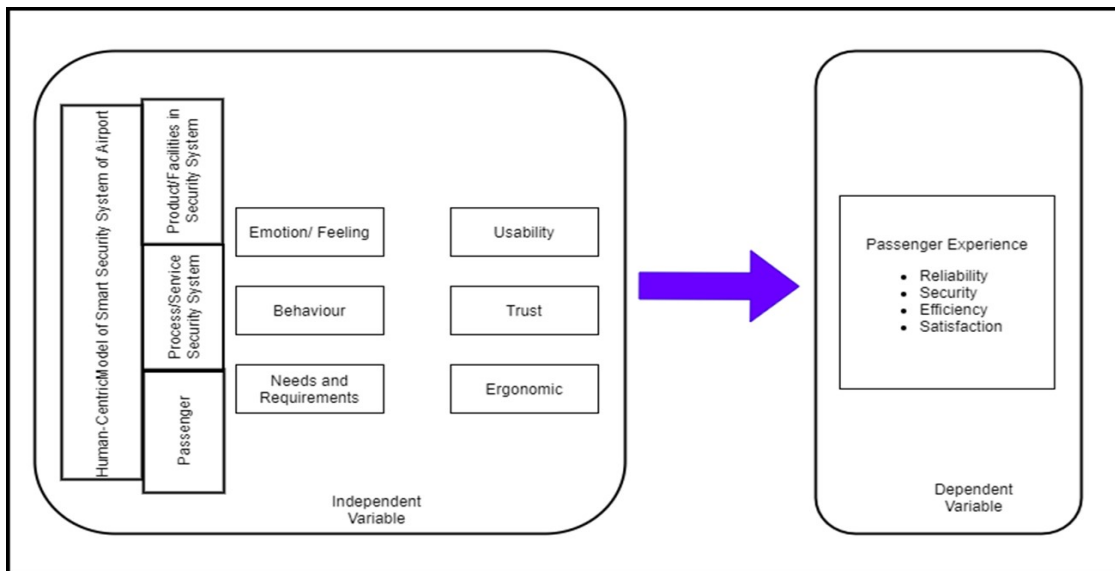 Human-CentricModel of Smart Security System of Airport
Product/Facilities in
Security System
Process/Service
Security System
Passenger
Emotion/ Feeling
Usability
Behaviour
Trust
Needs and
Requirements
Ergonomic
Independent
Variable
Passenger Experience
• Reliability
• Security
• Efficiency
• Satisfaction
Dependent
Variable